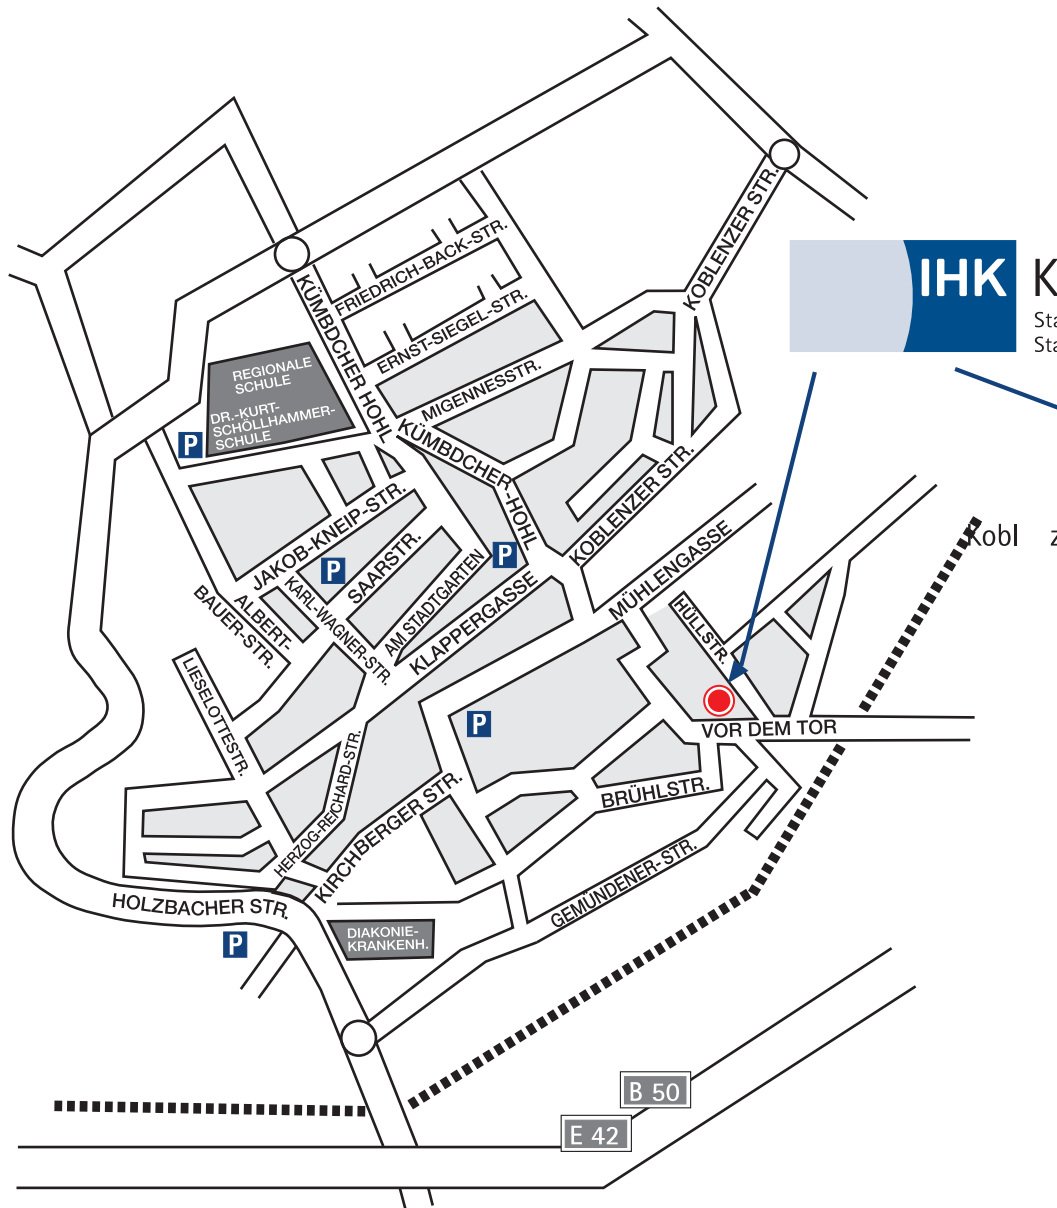 KOBLENZER STR.
FRIEDRICH-BACK-STR.
KÜMBDCHER HOHL
ERNST-SIEGEL-STR.
IHK K
Sta
Sta
REGIONALE
SCHULE
DR.-KURT-
SCHÖLLHAMMER-
SCHULE
MIGENNESSTR.
P
KÜMBDCHER-HOHL
KOBLENZER STR.
JAKOB-KNEIP-STR.
P
SAARSTR.
P
AM STADTGARTEN
KARL-WAGNER-STR.
KLAPPERGASSE
MÜHLENGASSE
Kobl z
HÜLLSTR.
ALBERT-
BAUER-STR.
LIESELOTTESTR.
P
VOR DEM TOR
HERZOG-REICHARD-STR.
KIRCHBERGER STR.
BRÜHLSTR.
GEMÜNDENER-STR.
HOLZBACHER STR.
P
DIAKONIE-
KRANKENH.
B 50
E 42